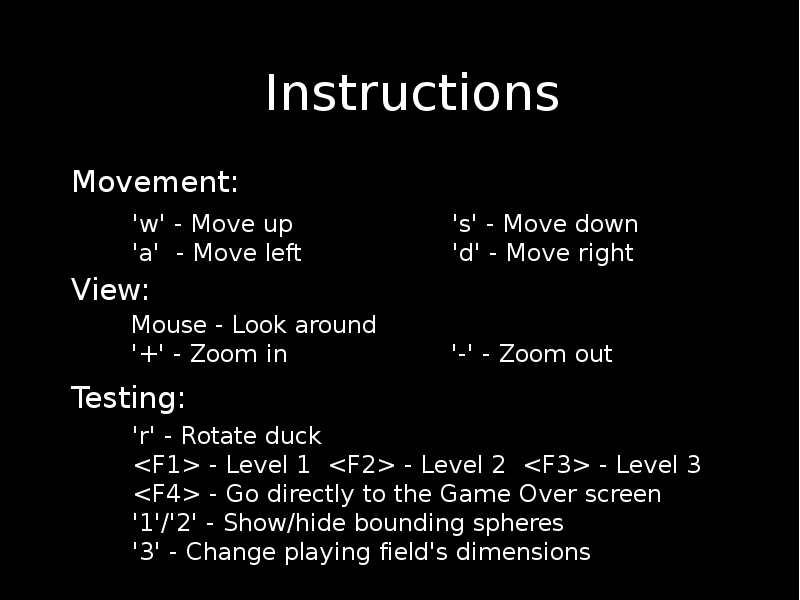 Instructions
Movement:
'w' - Move up 's' - Move down
'a'  - Move left 'd' - Move right
View:
Mouse - Look around
'+' - Zoom in '-' - Zoom out
Testing:
'r' - Rotate duck
<F1> - Level 1  <F2> - Level 2  <F3> - Level 3
<F4> - Go directly to the Game Over screen
'1'/'2' - Show/hide bounding spheres
'3' - Change playing field's dimensions